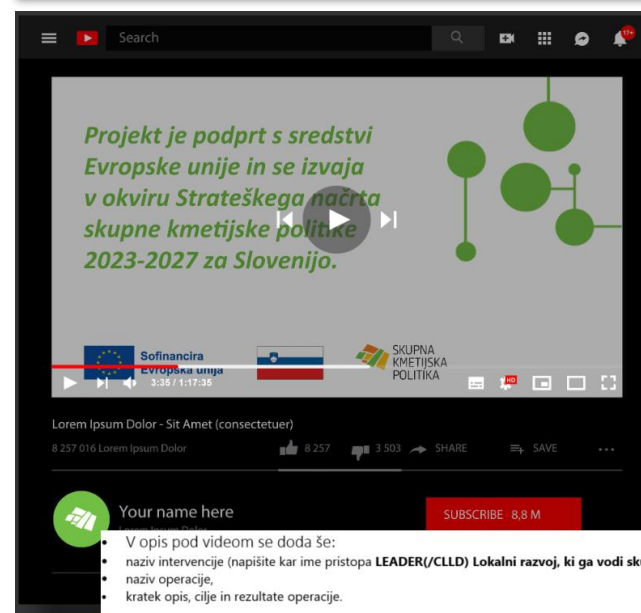 Search
17+
Projekt je podprt s sredstvi
Evropske unije in se izvaja
v okviru Strateškega načrta
skupne kmetijske politike
2023-2027 za Slovenijo.
Sofinancira
Evropska unija
SKUPNA
KMETIJSKA
POLITIKA
3:35 / 1:17:35
HD
Lorem Ipsum Dolor - Sit Amet (consectetuer)
8 257 016 Lorem Ipsum Dolor 8 257 3 503 SHARE SAVE
Your name here
SUBSCRIBE 8,8 M
Lorem Ipsum Dolor
• V opis pod videom se doda še:
• naziv intervencije (napišite kar ime pristopa LEADER(/CLLD) Lokalni razvoj, ki ga vodi
• naziv operacije,
• kratek opis, cilje in rezultate operacije.